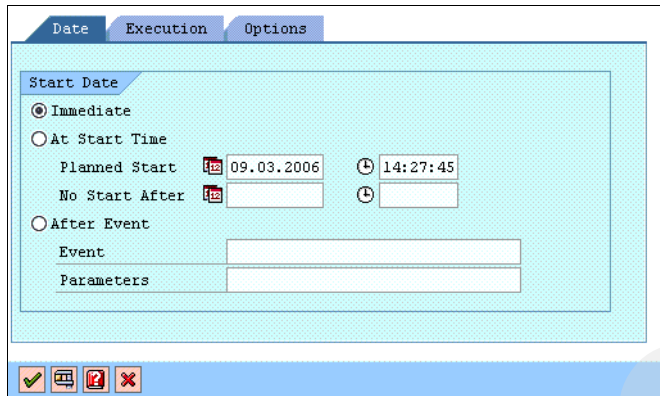 Date Execution Options
Start Date
Immediate
At Start Time
Planned Start 09.03.2006 14:27:45
No Start After
After Event
Event
Parameters